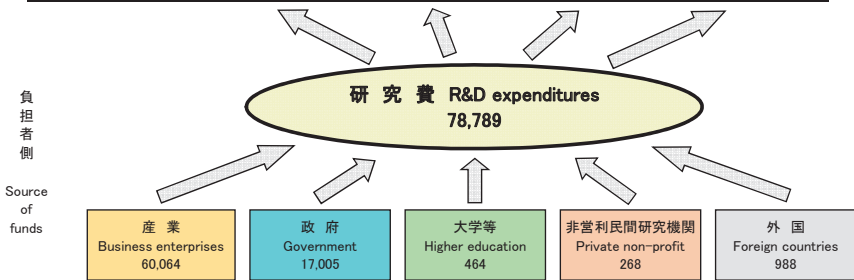 研 究 費 R&D expenditures
78,789
負
担
者
側
Source
of
funds
産 業
Business enterprises
60,064
政 府
Government
17,005
大学等
Higher education
464
非営利民間研究機関
Private non-profit
268
外 国
Foreign countries
988